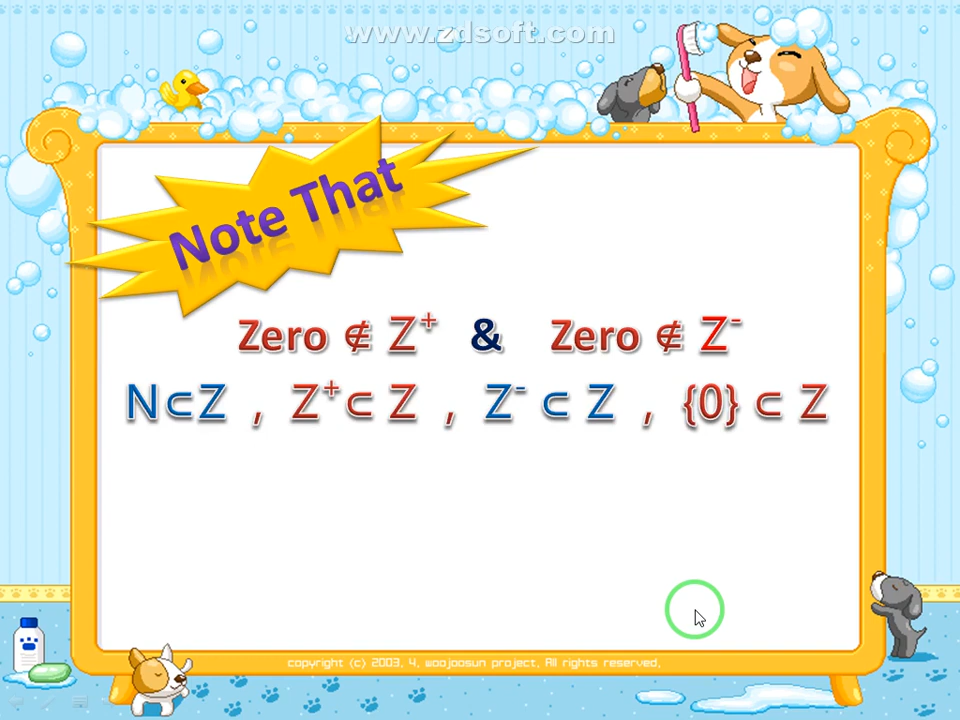 www.zdsoft.com
Note That
Zero ∉ Z⁺ & Zero ∉ Z⁻
N⊂Z , Z⁺⊂ Z , Z⁻ ⊂ Z , {0} ⊂ Z
copyright (c) 2003, 4, woojoosun project, All rights reserved,